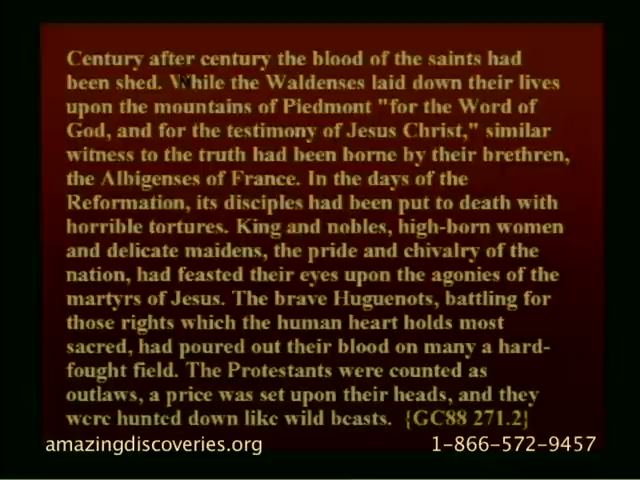 Century after century the blood of the saints had
been shed. While the Waldenses laid down their lives
upon the mountains of Piedmont "for the Word of
God, and for the testimony of Jesus Christ," similar
witness to the truth had been borne by their brethren,
the Albigenses of France. In the days of the
Reformation, its disciples had been put to death with
horrible tortures. King and nobles, high-born women
and delicate maidens, the pride and chivalry of the
nation, had feasted their eyes upon the agonies of the
martyrs of Jesus. The brave Huguenots, battling for
those rights which the human heart holds most
sacred, had poured out their blood on many a hard-
fought field. The Protestants were counted as
outlaws, a price was set upon their heads, and they
were hunted down like wild beasts. {GC88 271.2}
amazingdiscoveries.org 1-866-572-9457